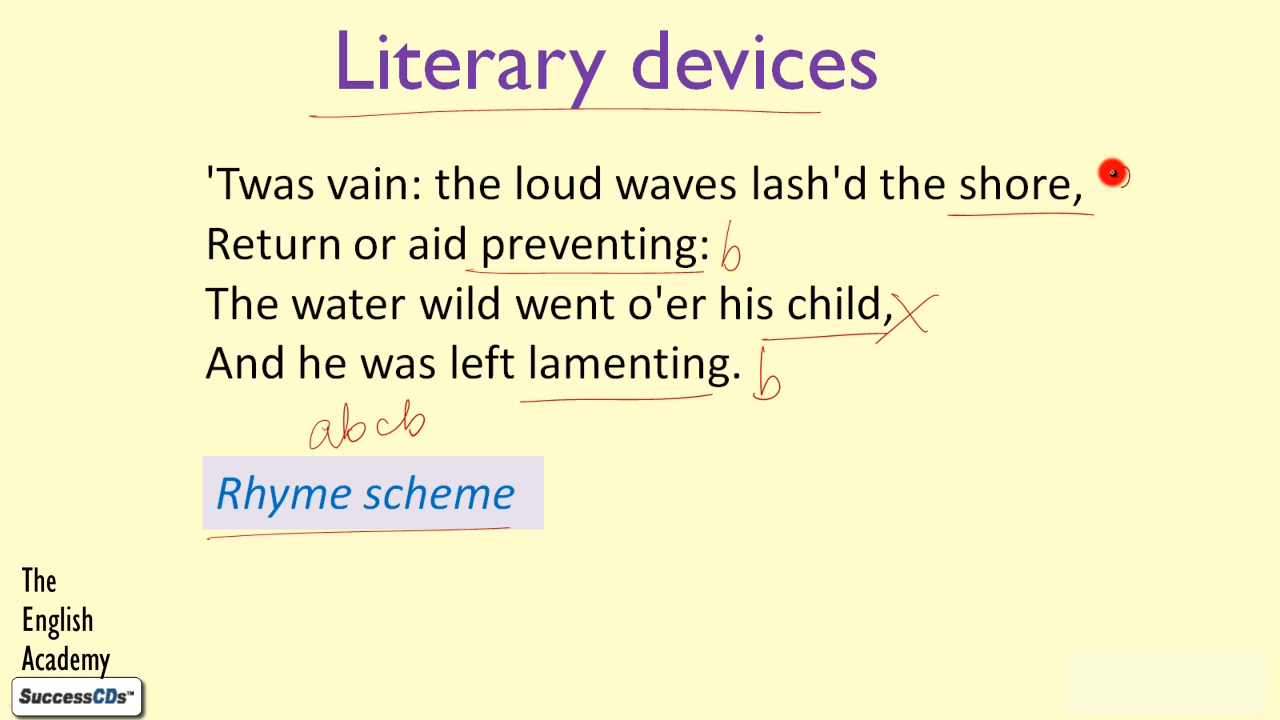 Literary devices
'Twas vain: the loud waves lash'd the shore,
Return or aid preventing: b
The water wild went o'er his child, x
And he was left lamenting. b
abcb
Rhyme scheme
The
English
Academy
SuccessCDs™